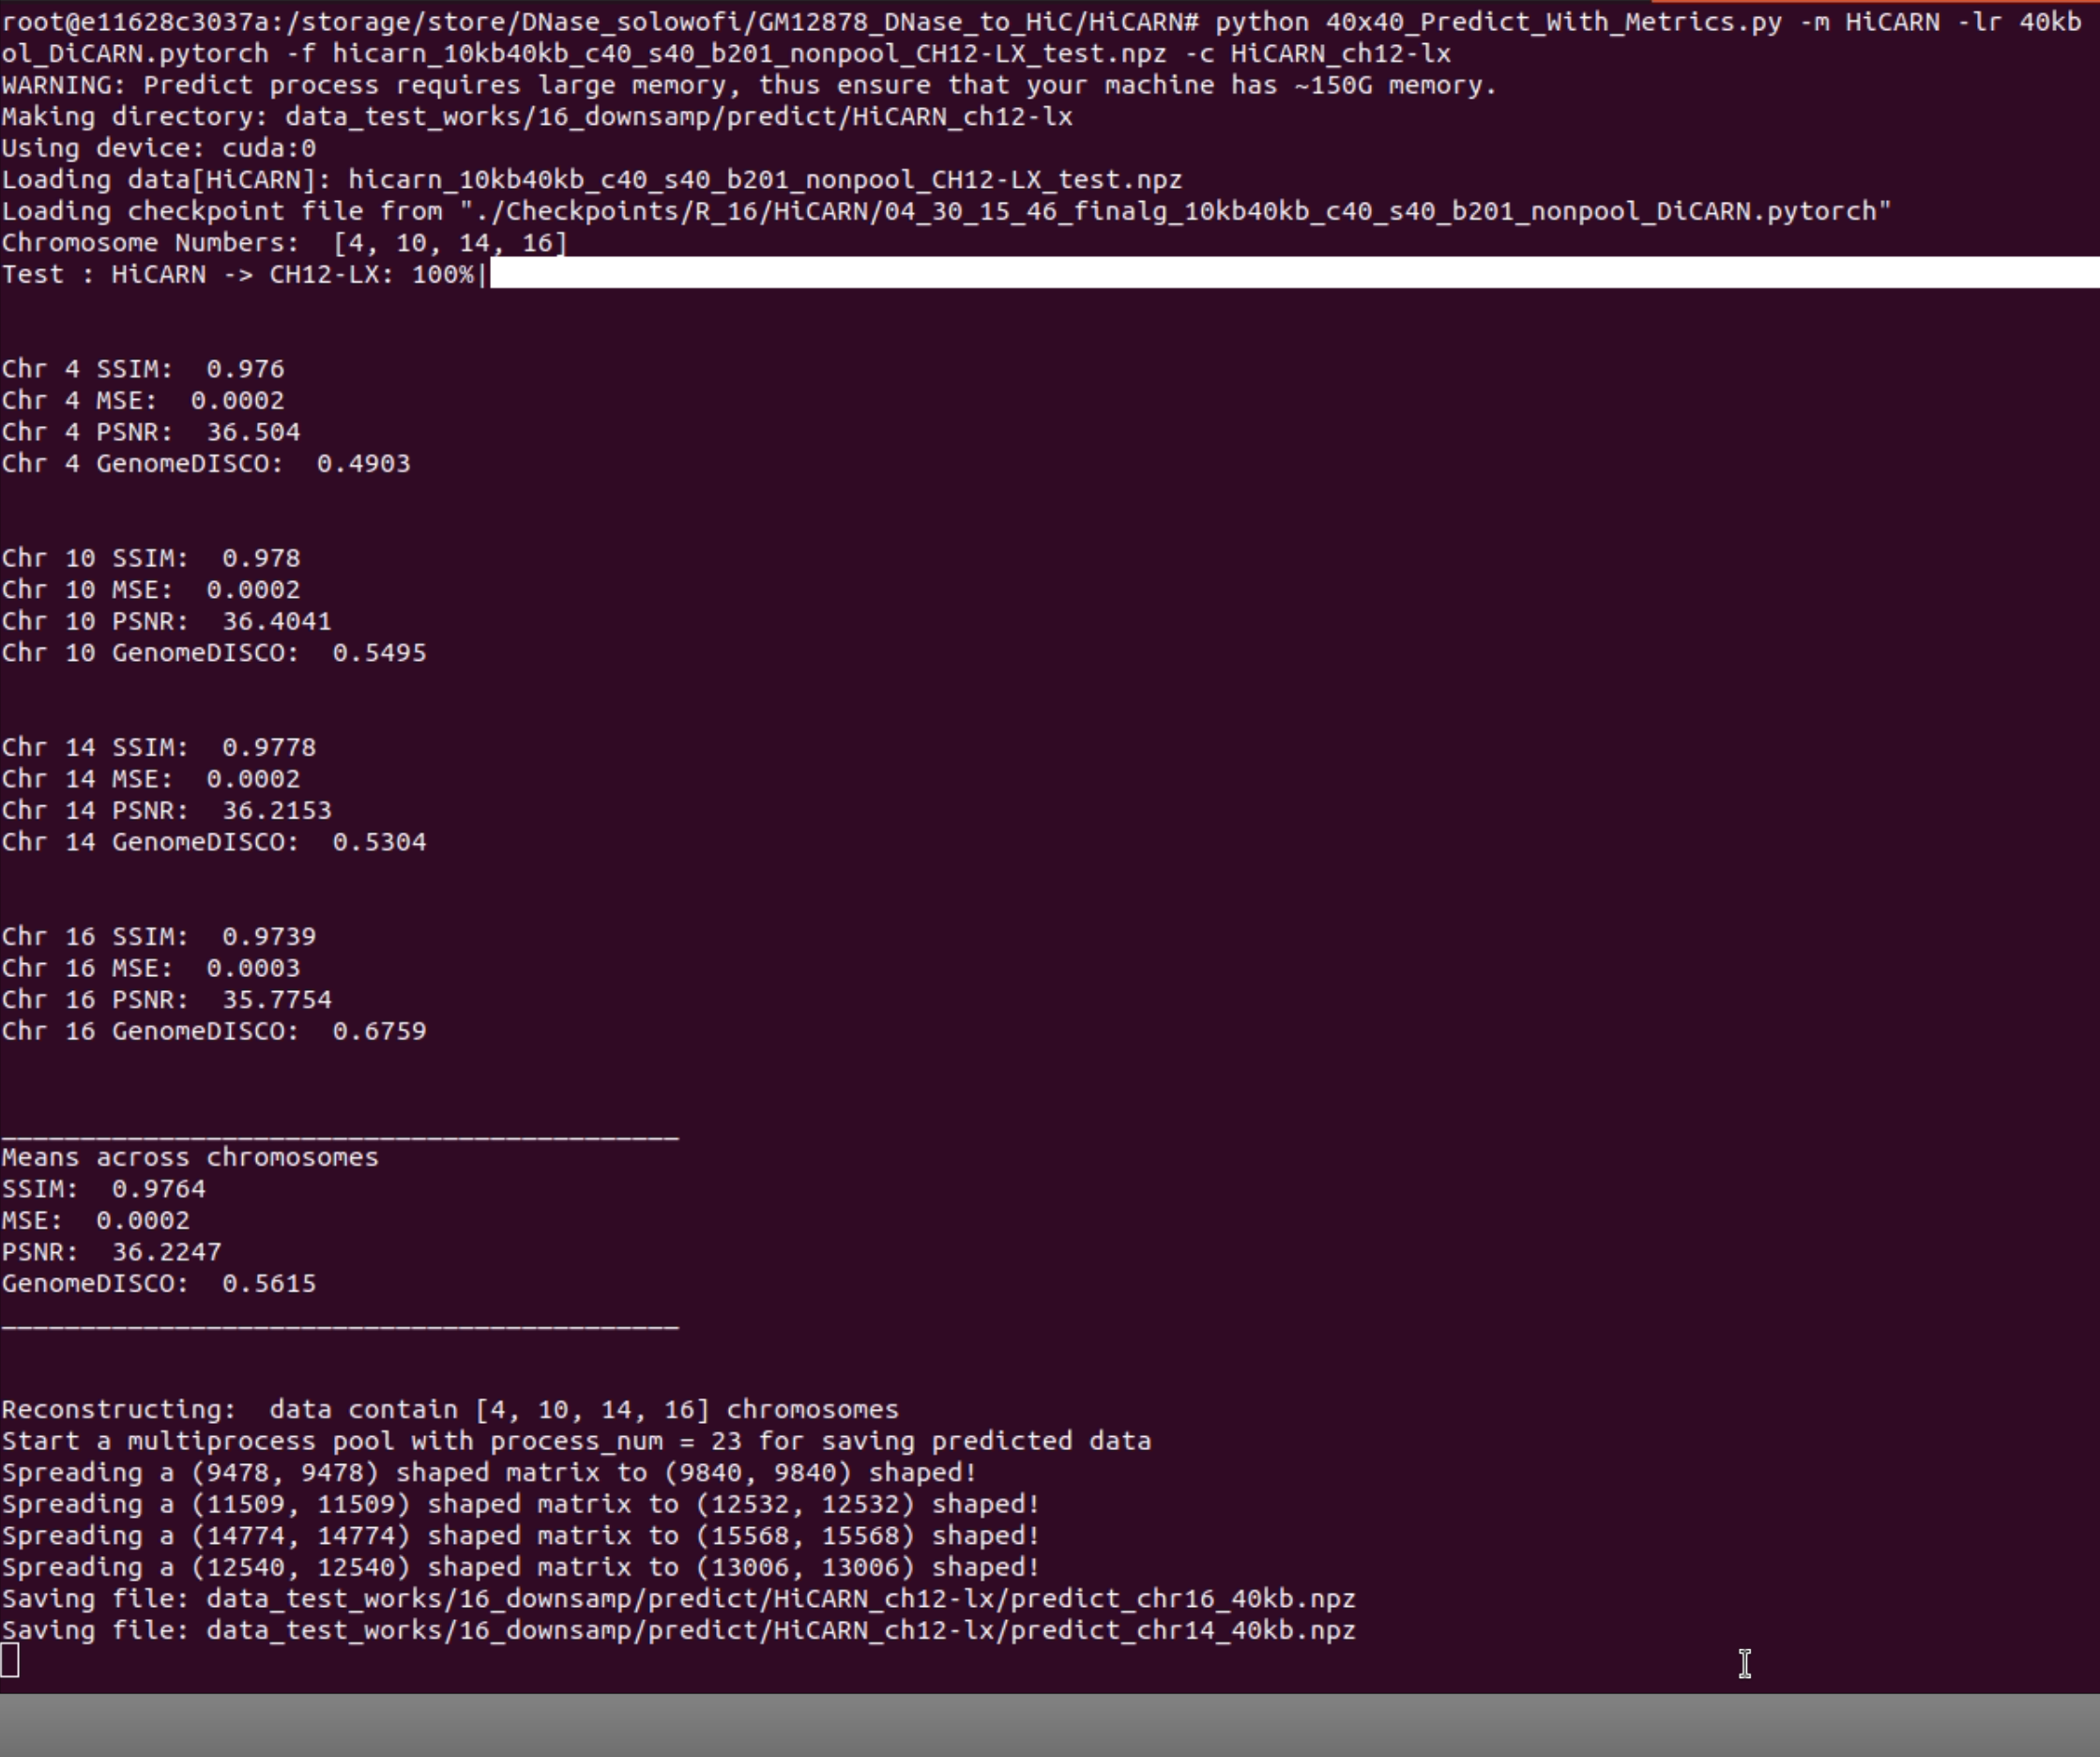 root@e11628c3037a:/storage/store/DNase_solowofi/GM12878_DNase_to_HiC/HiCARN# python 40x40_Predict_With_Metrics.py -m HiCARN -lr 40kb
ol_DiCARN.pytorch -f hicarn_10kb40kb_c40_s40_b201_nonpool_CH12-LX_test.npz -c HiCARN_ch12-lx
WARNING: Predict process requires large memory, thus ensure that your machine has ~150G memory.
Making directory: data_test_works/16_downsamp/predict/HiCARN_ch12-lx
Using device: cuda:0
Loading data[HiCARN]: hicarn_10kb40kb_c40_s40_b201_nonpool_CH12-LX_test.npz
Loading checkpoint file from "./Checkpoints/R_16/HiCARN/04_30_15_46_finalg_10kb40kb_c40_s40_b201_nonpool_DiCARN.pytorch"
Chromosome Numbers:  [4, 10, 14, 16]
Test : HiCARN -> CH12-LX: 100%|
Chr 4 SSIM:  0.976
Chr 4 MSE:  0.0002
Chr 4 PSNR:  36.504
Chr 4 GenomeDISCO:  0.4903
Chr 10 SSIM:  0.978
Chr 10 MSE:  0.0002
Chr 10 PSNR:  36.4041
Chr 10 GenomeDISCO:  0.5495
Chr 14 SSIM:  0.9778
Chr 14 MSE:  0.0002
Chr 14 PSNR:  36.2153
Chr 14 GenomeDISCO:  0.5304
Chr 16 SSIM:  0.9739
Chr 16 MSE:  0.0003
Chr 16 PSNR:  35.7754
Chr 16 GenomeDISCO:  0.6759
___________________________________________
Means across chromosomes
SSIM:  0.9764
MSE:  0.0002
PSNR:  36.2247
GenomeDISCO:  0.5615
___________________________________________
Reconstructing:  data contain [4, 10, 14, 16] chromosomes
Start a multiprocess pool with process_num = 23 for saving predicted data
Spreading a (9478, 9478) shaped matrix to (9840, 9840) shaped!
Spreading a (11509, 11509) shaped matrix to (12532, 12532) shaped!
Spreading a (14774, 14774) shaped matrix to (15568, 15568) shaped!
Spreading a (12540, 12540) shaped matrix to (13006, 13006) shaped!
Saving file: data_test_works/16_downsamp/predict/HiCARN_ch12-lx/predict_chr16_40kb.npz
Saving file: data_test_works/16_downsamp/predict/HiCARN_ch12-lx/predict_chr14_40kb.npz